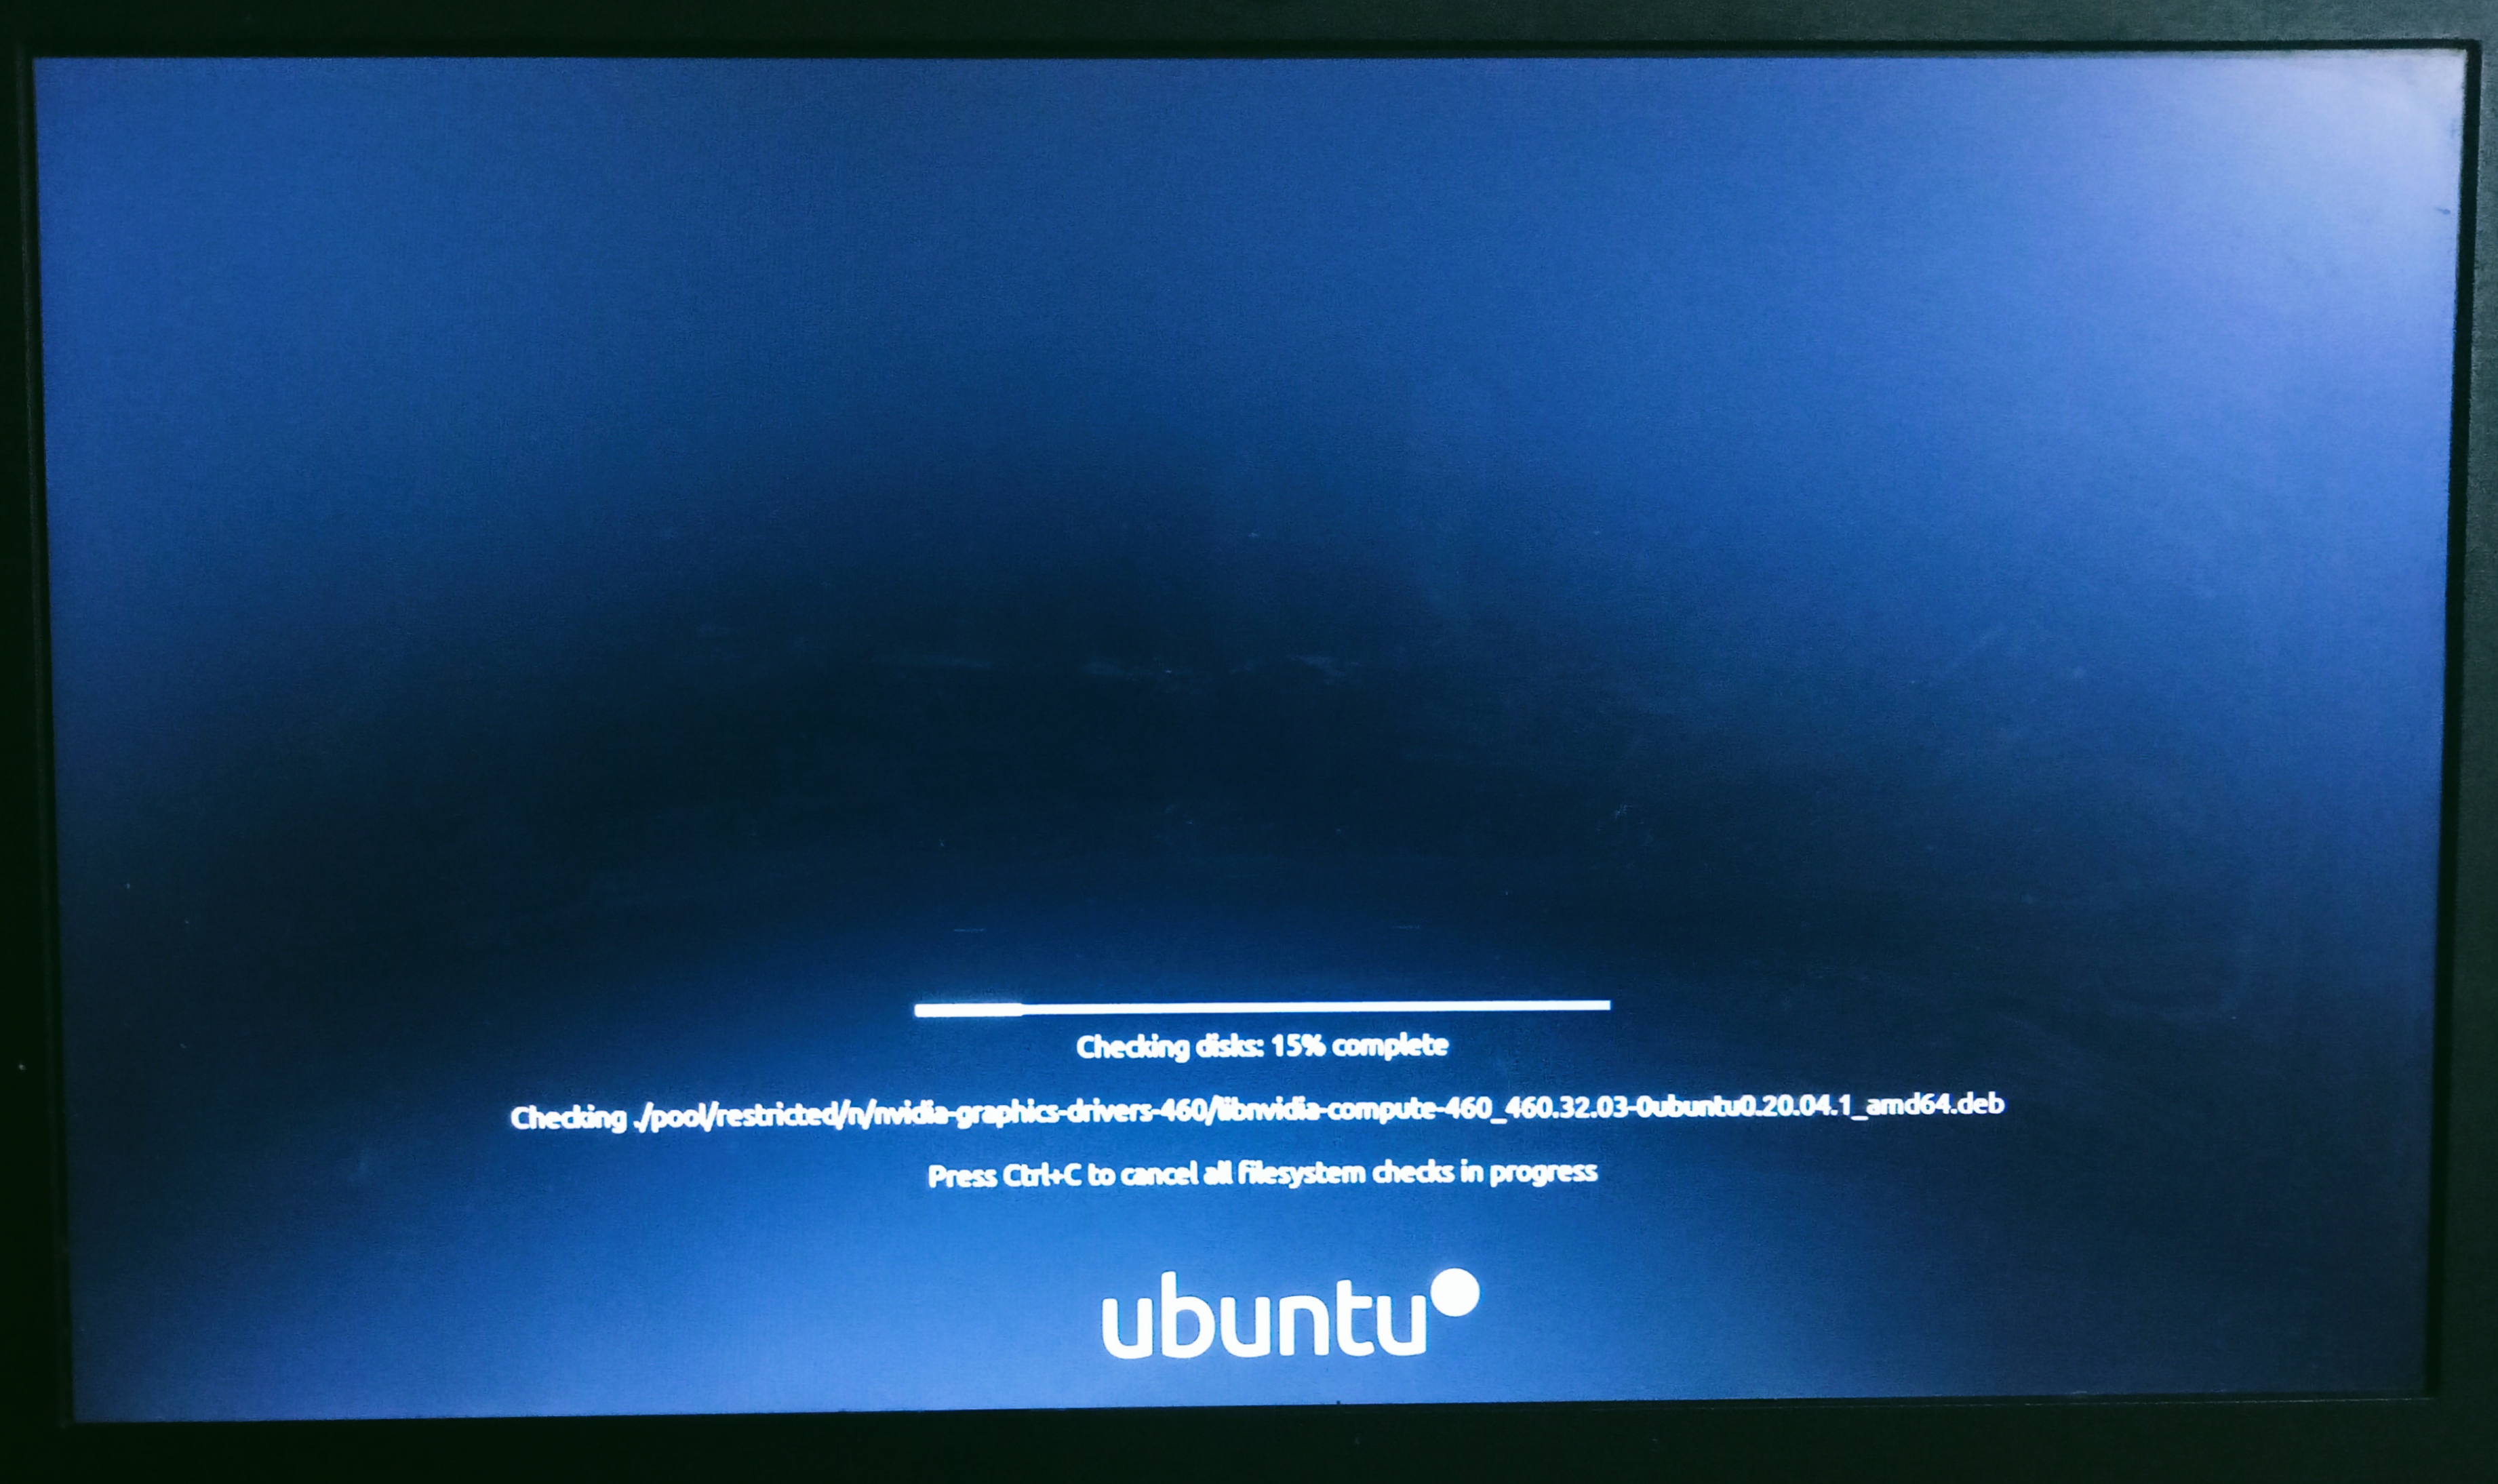 Checking disks: 15% complete
Checking ./pool/restricted/n/nvidia-graphics-drivers-460/libnvidia-compute-460_460.32.03-0ubuntu0.20.04.1_amd64.deb
Press Ctrl+C to cancel all filesystem checks in progress
ubuntu